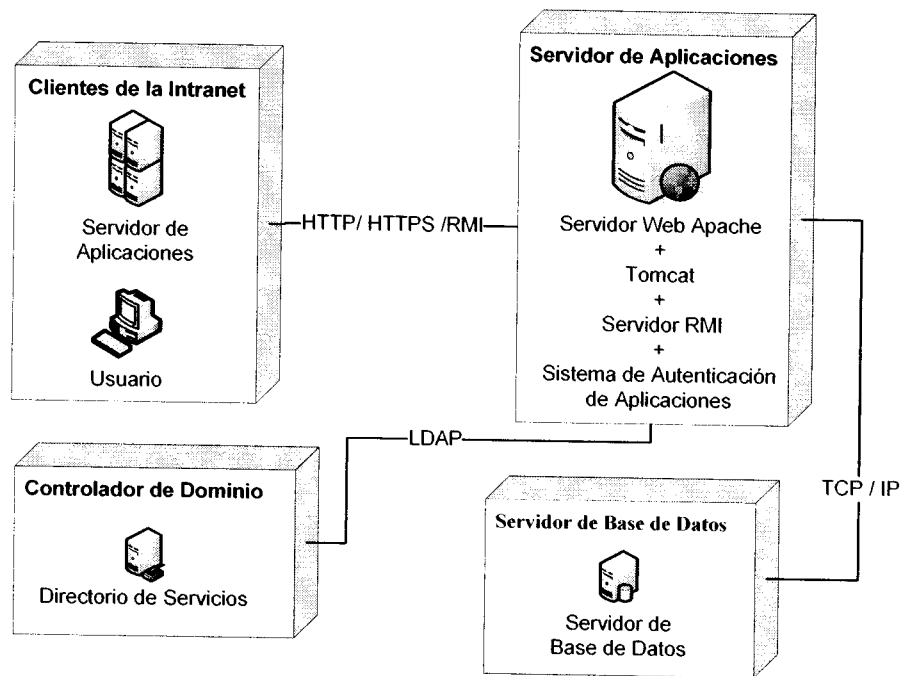 Clientes de la Intranet
Servidor de
Aplicaciones
Usuario
HTTP/ HTTPS /RMI
Servidor de Aplicaciones
Servidor Web Apache
+
Tomcat
+
Servidor RMI
+
Sistema de Autenticación
de Aplicaciones
LDAP
TCP / IP
Controlador de Dominio
Directorio de Servicios
Servidor de Base de Datos
Servidor de
Base de Datos